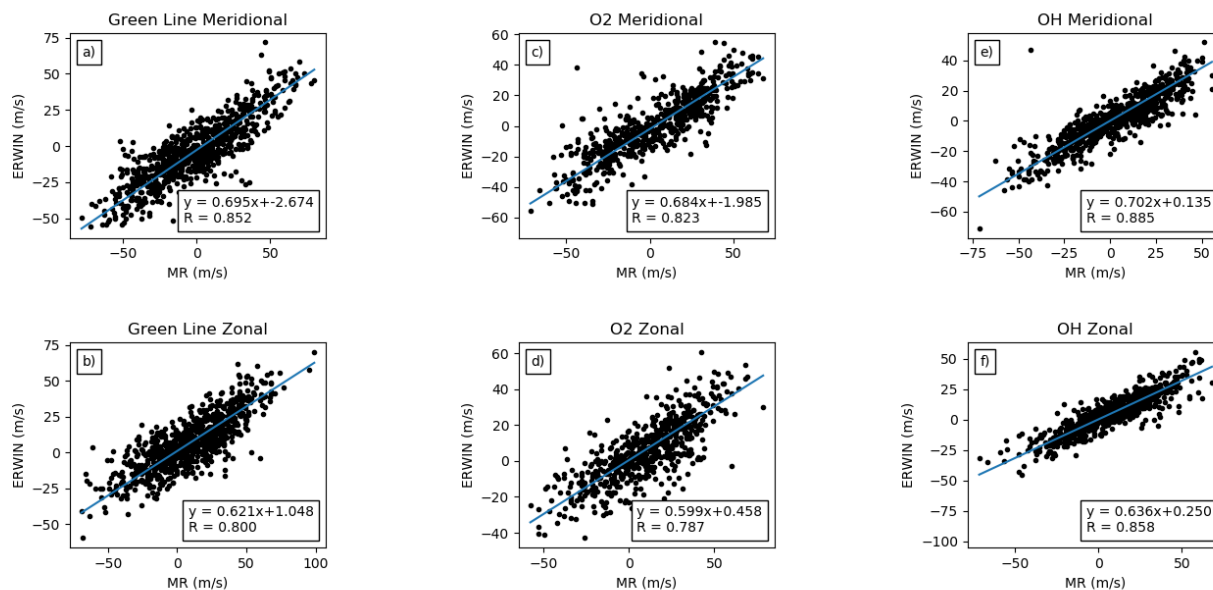 Green Line Meridional
a)
75
50
25
0
−25
−50
ERWIN (m/s)
y = 0.695x+-2.674
R = 0.852
−50 0 50
MR (m/s)
O2 Meridional
c)
60
40
20
0
−20
−40
−60
ERWIN (m/s)
y = 0.684x+-1.985
R = 0.823
−50 0 50
MR (m/s)
OH Meridional
e)
40
20
0
−20
−40
−60
ERWIN (m/s)
y = 0.702x+0.135
R = 0.885
−75 −50 −25 0 25 50
MR (m/s)
Green Line Zonal
b)
75
50
25
0
−25
−50
ERWIN (m/s)
y = 0.621x+1.048
R = 0.800
−50 0 50 100
MR (m/s)
O2 Zonal
d)
60
40
20
0
−20
−40
ERWIN (m/s)
y = 0.599x+0.458
R = 0.787
−50 0 50
MR (m/s)
OH Zonal
f)
50
25
0
−25
−50
−75
−100
ERWIN (m/s)
y = 0.636x+0.250
R = 0.858
−50 0 50
MR (m/s)